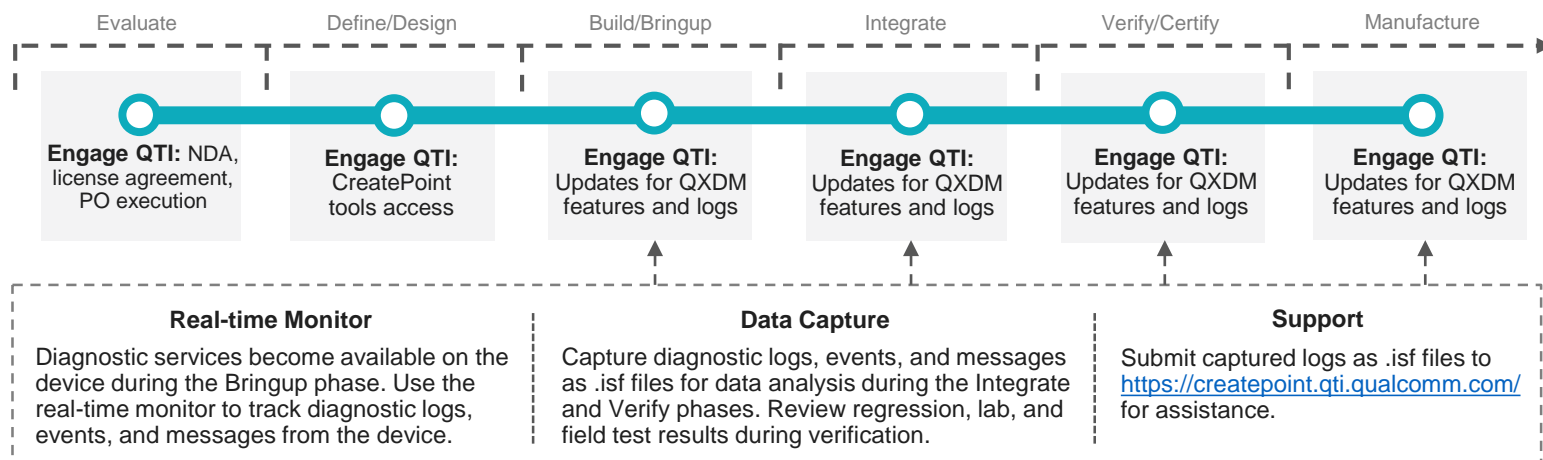 Evaluate
Define/Design
Build/Bringup
Integrate
Verify/Certify
Manufacture
Engage QTI: NDA,
license agreement,
PO execution
Engage QTI:
CreatePoint
tools access
Engage QTI:
Updates for QXDM
features and logs
Engage QTI:
Updates for QXDM
features and logs
Engage QTI:
Updates for QXDM
features and logs
Engage QTI:
Updates for QXDM
features and logs
Real-time Monitor
Diagnostic services become available on the
device during the Bringup phase. Use the
real-time monitor to track diagnostic logs,
events, and messages from the device.
Data Capture
Capture diagnostic logs, events, and messages
as .isf files for data analysis during the Integrate
and Verify phases. Review regression, lab, and
field test results during verification.
Support
Submit captured logs as .isf files to
https://createpoint.qti.qualcomm.com/
for assistance.